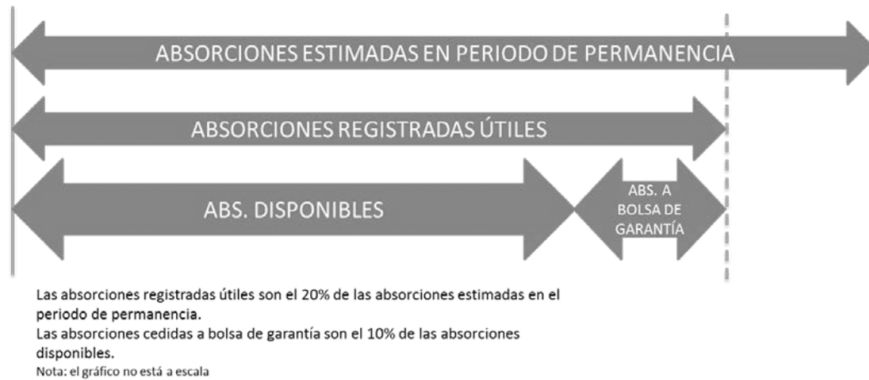 ABSORCIONES ESTIMADAS EN PERIODO DE PERMANENCIA
ABSORCIONES REGISTRADAS ÚTILES
ABS. DISPONIBLES
ABS. A
BOLSA DE
GARANTÍA
Las absorciones registradas útiles son el 20% de las absorciones estimadas en el
periodo de permanencia.
Las absorciones cedidas a bolsa de garantía son el 10% de las absorciones
disponibles.
Nota: el gráfico no está a escala